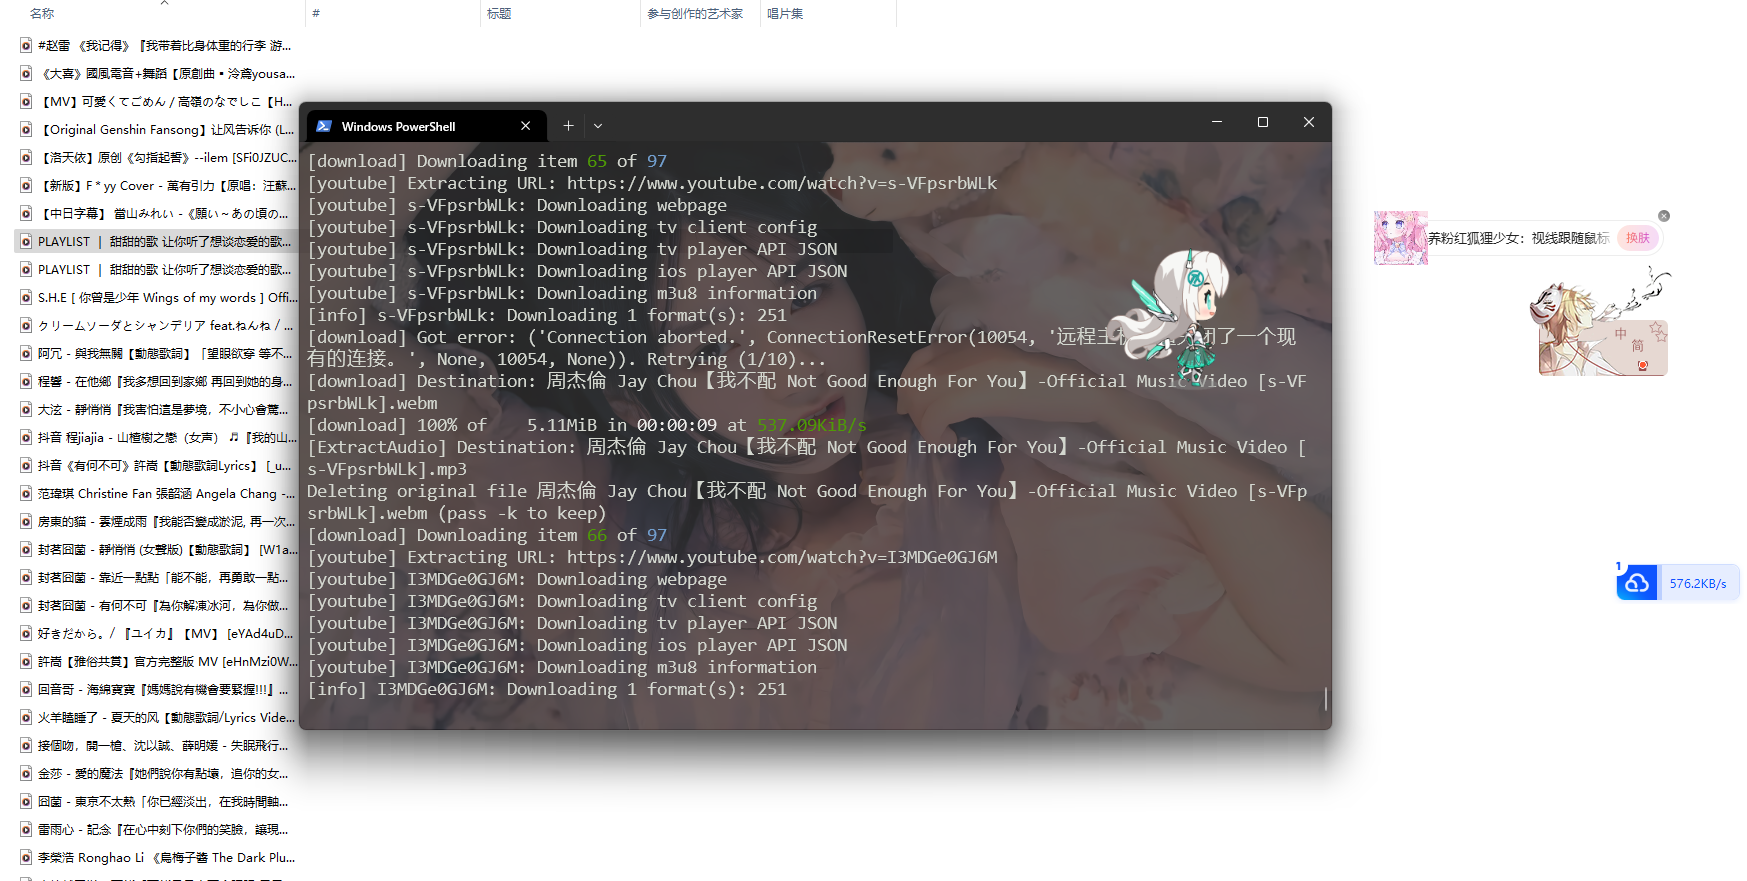 名称
#
标题
参与创作的艺术家
唱片集
#赵雷 《我记得》『我带着比身体重的行李 游...
《大喜》國風電音+舞蹈【原創曲▪泠鳶yousa...
【MV】可愛くてごめん / 高嶺のなでしこ【H...
【Original Genshin Fansong】让风告诉你 (L...
【洛天依】原创《勾指起誓》--ilem [SFi0JZUC...
【新版】F * yy Cover - 萬有引力【原唱：汪蘇...
【中日字幕】 當山みれい -《願い～あの頃の...
PLAYLIST ｜ 甜甜的歌 让你听了想谈恋爱的歌...
PLAYLIST ｜ 甜甜的歌 让你听了想谈恋爱的歌...
S.H.E [ 你曾是少年 Wings of my words ] Offi...
クリームソーダとシャンデリア feat.ねんね / ...
阿冗 - 與我無關【動態歌詞】「望眼欲穿 等不...
程響 - 在他鄉『我多想回到家鄉 再回到她的身...
大泫 - 靜悄悄『我害怕這是夢境，不小心會驚...
抖音 程jiajia - 山楂樹之戀（女声） ♬『我的山...
抖音《有何不可》許嵩【動態歌詞Lyrics】 [_u...
范瑋琪 Christine Fan 張韶涵 Angela Chang -...
房東的貓 - 雲煙成雨『我能否變成淤泥, 再一次...
封茗囧菌 - 靜悄悄 (女聲版)【動態歌詞】 [W1a...
封茗囧菌 - 靠近一點點「能不能，再勇敢一點...
封茗囧菌 - 有何不可『為你解凍冰河，為你做...
好きだから。/ 『ユイカ』【MV】 [eYAd4uD...
許嵩【雅俗共賞】官方完整版 MV [eHnMzi0W...
回音哥 - 海綿寶寶『媽媽說有機會要緊握!!!』...
火羊瞌睡了 - 夏天的风【動態歌詞/Lyrics Vide...
接個吻，開一槍、沈以誠、薛明媛 - 失眠飛行...
金莎 - 愛的魔法『她們說你有點壞，追你的女...
囧菌 - 東京不太熱「你已經淡出，在我時間軸...
雷雨心 - 記念『在心中刻下你們的笑臉，讓現...
李榮浩 Ronghao Li 《烏梅子醬 The Dark Plu...
Windows PowerShell
[download] Downloading item 65 of 97
[youtube] Extracting URL: https://www.youtube.com/watch?v=s-VFpsrbWLk
[youtube] s-VFpsrbWLk: Downloading webpage
[youtube] s-VFpsrbWLk: Downloading tv client config
[youtube] s-VFpsrbWLk: Downloading tv player API JSON
[youtube] s-VFpsrbWLk: Downloading ios player API JSON
[youtube] s-VFpsrbWLk: Downloading m3u8 information
[info] s-VFpsrbWLk: Downloading 1 format(s): 251
[download] Got error: ('Connection aborted.', ConnectionResetError(10054, '远程主 闭了一个现
有的连接。', None, 10054, None)). Retrying (1/10)...
[download] Destination: 周杰倫 Jay Chou【我不配 Not Good Enough For You】-Official Music Video [s-VF
psrbWLk].webm
[download] 100% of    5.11MiB in 00:00:09 at 537.09KiB/s
[ExtractAudio] Destination: 周杰倫 Jay Chou【我不配 Not Good Enough For You】-Official Music Video [
s-VFpsrbWLk].mp3
Deleting original file 周杰倫 Jay Chou【我不配 Not Good Enough For You】-Official Music Video [s-VFp
srbWLk].webm (pass -k to keep)
[download] Downloading item 66 of 97
[youtube] Extracting URL: https://www.youtube.com/watch?v=I3MDGe0GJ6M
[youtube] I3MDGe0GJ6M: Downloading webpage
[youtube] I3MDGe0GJ6M: Downloading tv client config
[youtube] I3MDGe0GJ6M: Downloading tv player API JSON
[youtube] I3MDGe0GJ6M: Downloading ios player API JSON
[youtube] I3MDGe0GJ6M: Downloading m3u8 information
[info] I3MDGe0GJ6M: Downloading 1 format(s): 251
养粉红狐狸少女：视线跟随鼠标
换肤
中
简
1
576.2KB/s